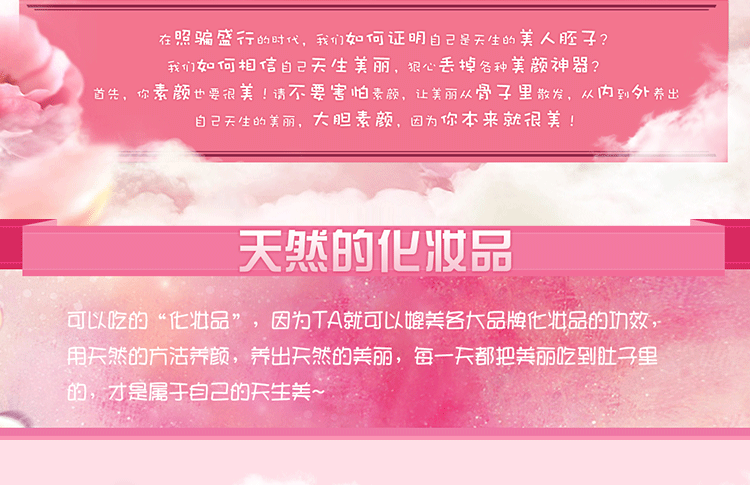 在照骗盛行的时代，我们如何证明自己是天生的美人胚子？
我们如何相信自己天生美丽，狠心丢掉各种美颜神器？
首先，你素颜也要很美！请不要害怕素颜，让美丽从骨子里散发，从内到外养出
自己天生的美丽，大胆素颜，因为你本来就很美！
天然的化妆品
可以吃的“化妆品”，因为TA就可以媲美各大品牌化妆品的功效，
用天然的方法养颜，养出天然的美丽，每一天都把美丽吃到肚子里
的，才是属于自己的天生美~